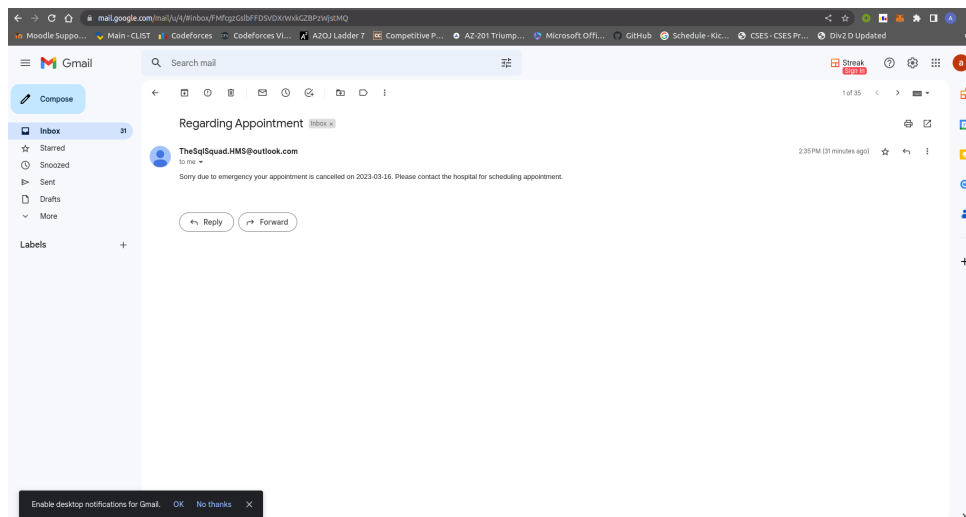 mail.google.com/mail/u/4/#inbox/FMfcgzGslbFFDSVDXrWxkGZBPzWjstMQ
Moodle Suppo... Main - CLIST Codeforces Codeforces Vi... A2OJ Ladder 7 Competitive P... AZ-201 Triump... Microsoft Offi... GitHub Schedule - Kic... CSES - CSES Pr... Div2 D Updated
Gmail
Search mail
Streak
Sign In
a
Compose
1 of 35
Inbox 31
Starred
Snoozed
Sent
Drafts
More
Labels
Regarding Appointment Inbox x
TheSqlSquad.HMS@outlook.com 2:35 PM (31 minutes ago)
to me
Sorry due to emergency your appointment is cancelled on 2023-03-16. Please contact the hospital for scheduling appointment.
Reply Forward
Enable desktop notifications for Gmail. OK No thanks